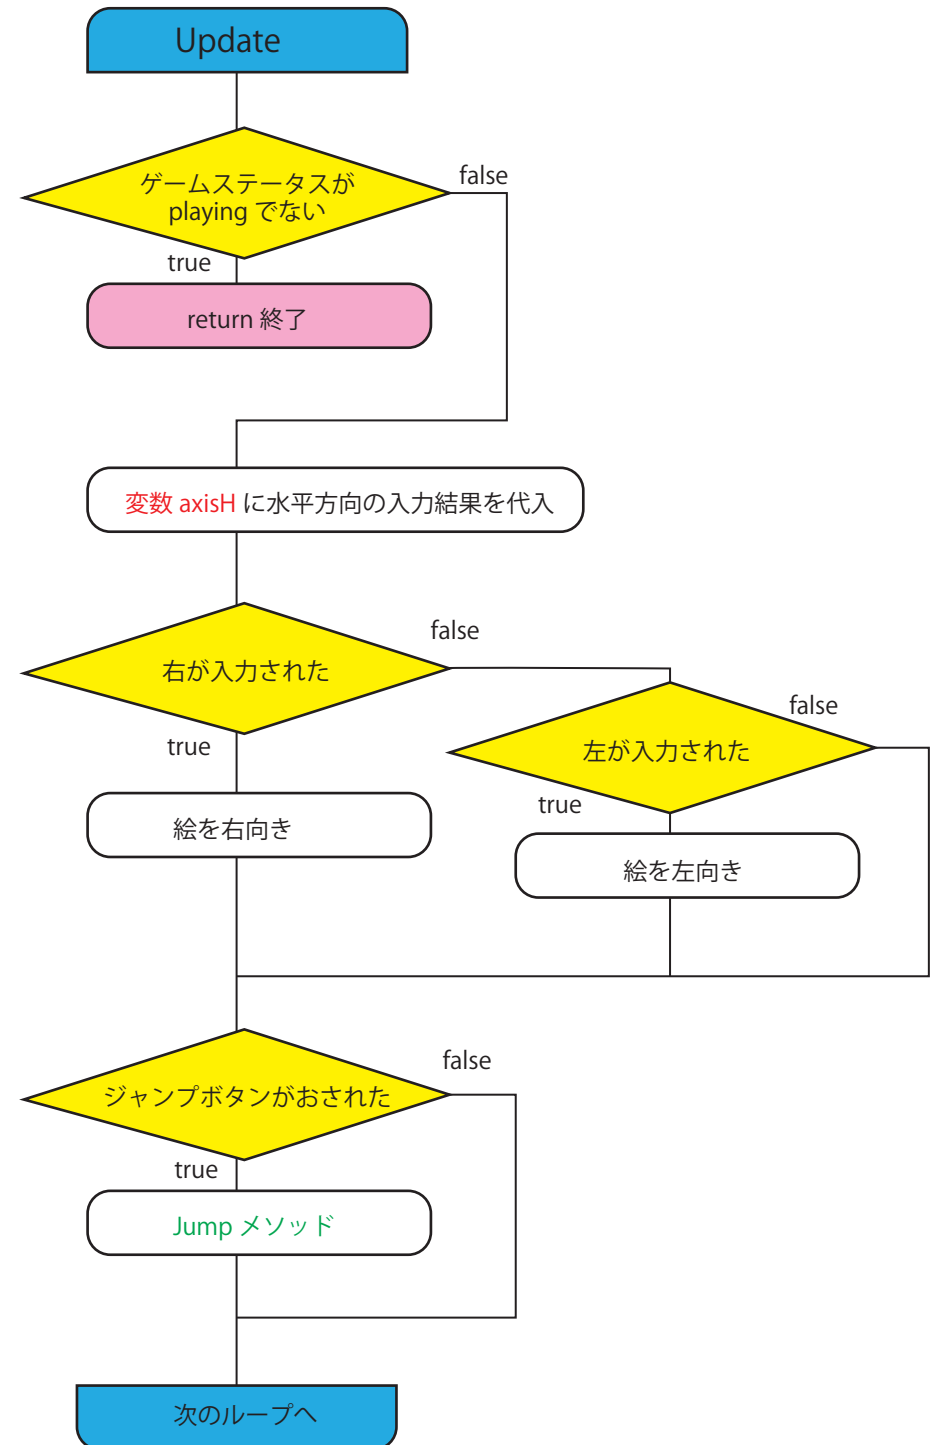 Update
ゲームステータスが
playing でない
false
true
return 終了
変数 axisH に水平方向の入力結果を代入
右が入力された
false
true
左が入力された
false
true
絵を右向き
絵を左向き
ジャンプボタンがおされた
false
true
Jump メソッド
次のループへ